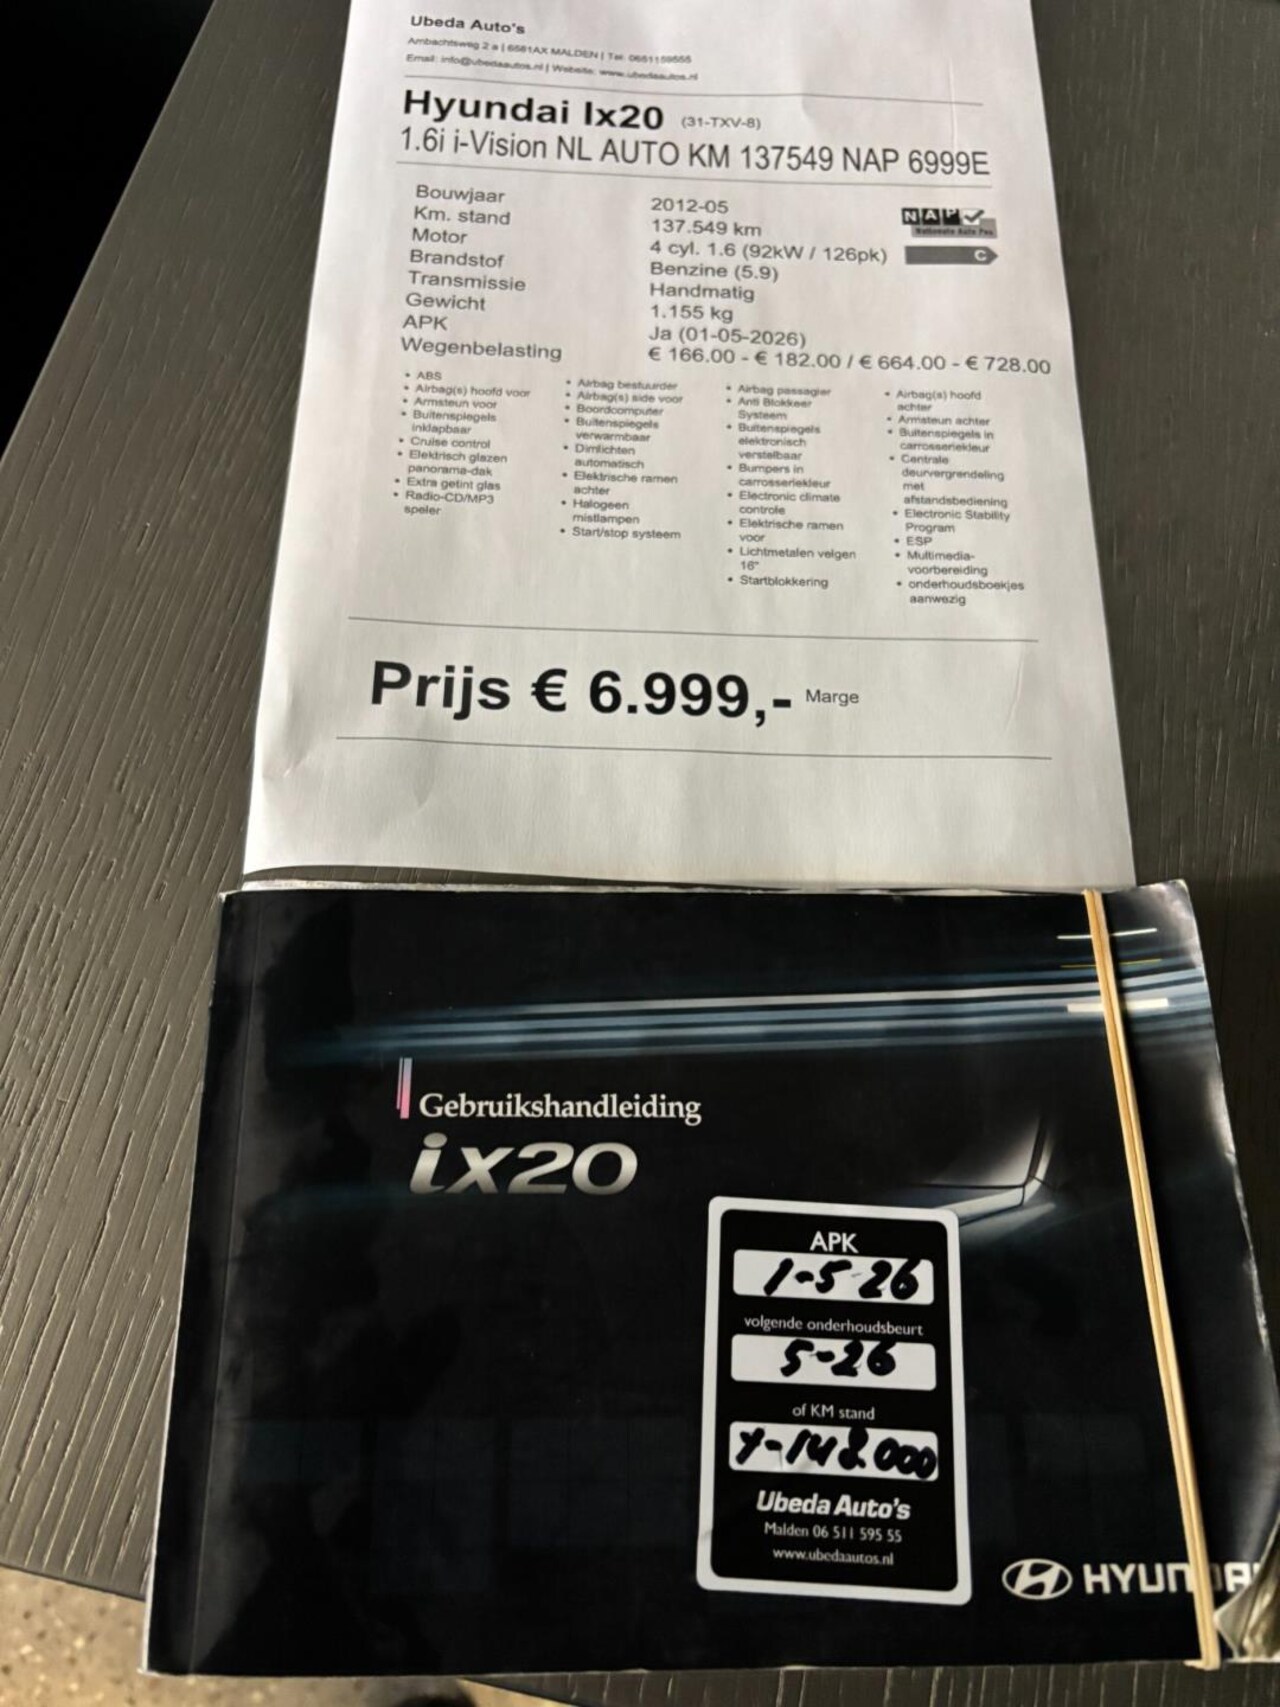 Ubeda Auto's
Ambachtsweg 2 a | 6581AX MALDEN | Tel: 0651159555
Email: info@ubedaautos.nl | Website: www.ubedaautos.nl
Hyundai Ix20 (31-TXV-8)
1.6i i-Vision NL AUTO KM 137549 NAP 6999E
Bouwjaar 2012-05
Km. stand 137.549 km
Motor 4 cyl. 1.6 (92kW / 126pk)
Brandstof Benzine (5.9)
Transmissie Handmatig
Gewicht 1.155 kg
APK Ja (01-05-2026)
Wegenbelasting € 166.00 - € 182.00 / € 664.00 - € 728.00
NAP
Nationale Auto Pas
C
• ABS
• Airbag(s) hoofd voor
• Armsteun voor
• Buitenspiegels
inklapbaar
• Cruise control
• Elektrisch glazen
panorama-dak
• Extra getint glas
• Radio-CD/MP3
speler
• Airbag bestuurder
• Airbag(s) side voor
• Boordcomputer
• Buitenspiegels
verwarmbaar
• Dimlichten
automatisch
• Elektrische ramen
achter
• Halogeen
mistlampen
• Start/stop systeem
• Airbag passagier
• Anti Blokkeer
Systeem
• Buitenspiegels
elektronisch
verstelbaar
• Bumpers in
carrosseriekleur
• Electronic climate
controle
• Elektrische ramen
voor
• Lichtmetalen velgen
16"
• Startblokkering
• Airbag(s) hoofd
achter
• Armsteun achter
• Buitenspiegels in
carrosseriekleur
• Centrale
deurvergrendeling
met
afstandsbediening
• Electronic Stability
Program
• ESP
• Multimedia-
voorbereiding
• onderhoudsboekjes
aanwezig
Prijs € 6.999,- Marge
Gebruikshandleiding
ix20
APK
1-5-26
volgende onderhoudsbeurt
5-26
of KM stand
148.000
Ubeda Auto's
Malden 06 511 595 55
www.ubedaautos.nl
HYUNDAI